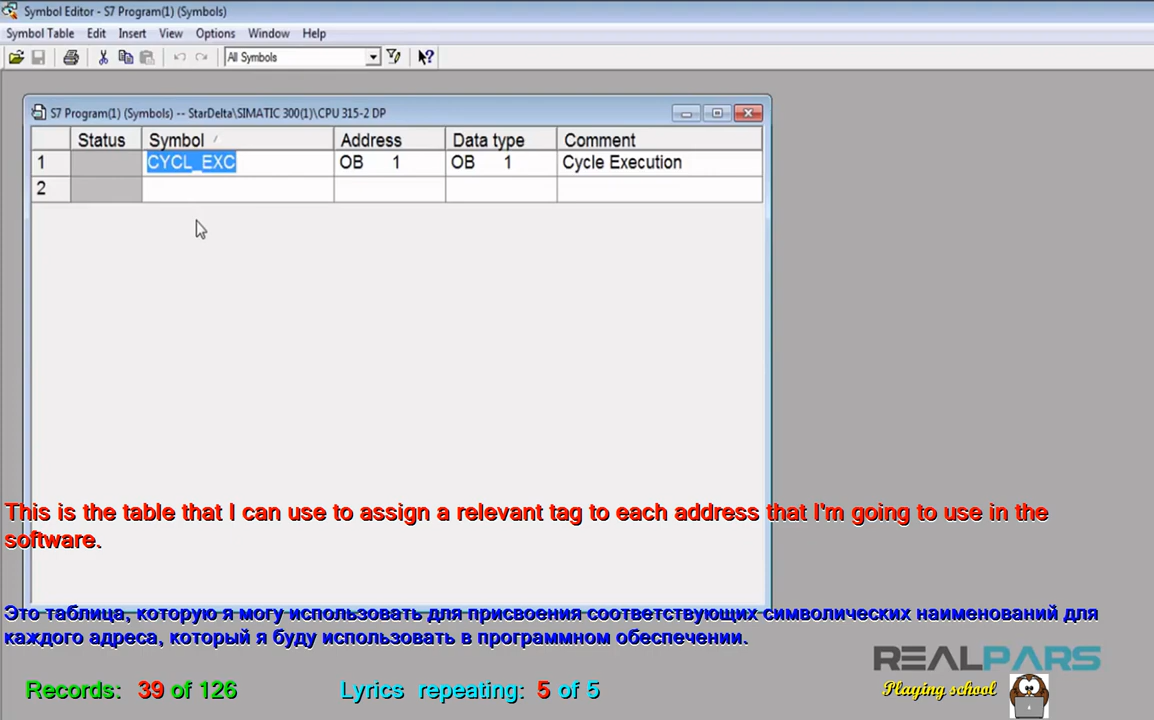 Symbol Editor - S7 Program(1) (Symbols)
Symbol Table Edit Insert View Options Window Help
All Symbols
S7 Program(1) (Symbols) -- StarDelta\SIMATIC 300(1)\CPU 315-2 DP
Status Symbol Address Data type Comment
1 CYCL_EXC OB 1 OB 1 Cycle Execution
2
This is the table that I can use to assign a relevant tag to each address that I'm going to use in the
software.
Это таблица, которую я могу использовать для присвоения соответствующих символических наименований для
каждого адреса, который я буду использовать в программном обеспечении.
REALPARS
Playing school
Records: 39 of 126 Lyrics repeating: 5 of 5